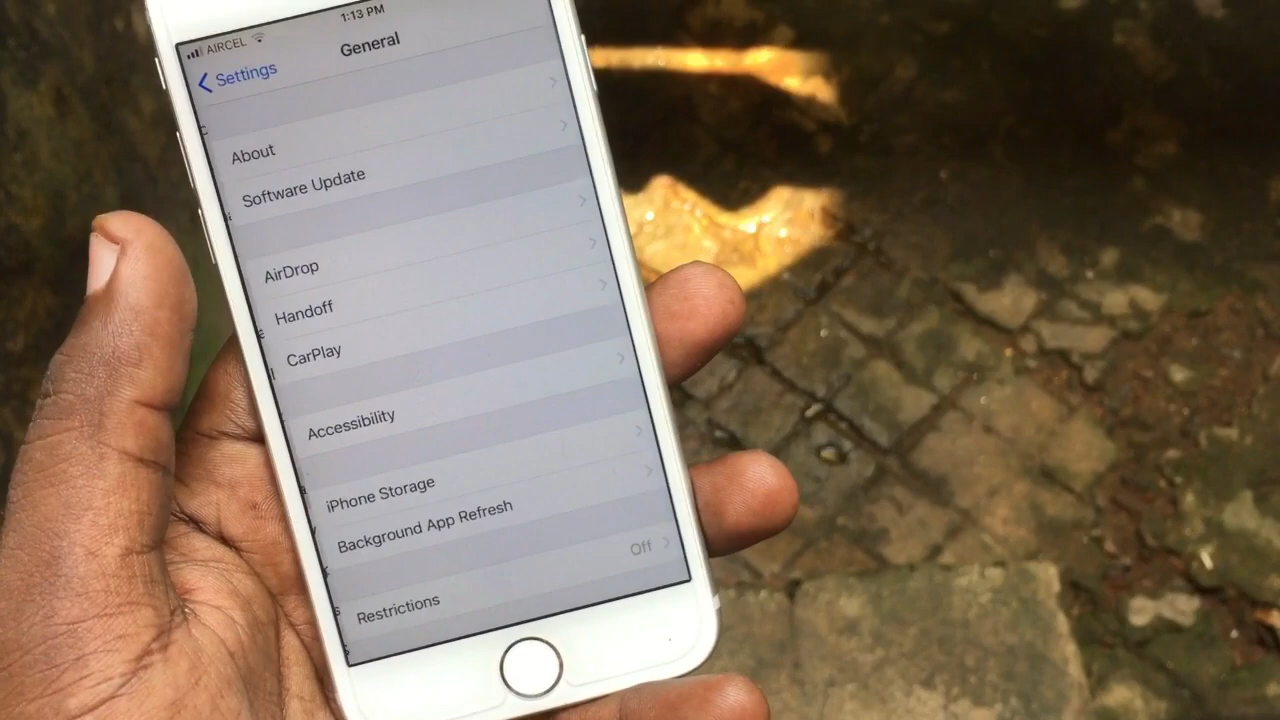 1:13 PM
AIRCEL
General
Settings
About
Software Update
AirDrop
Handoff
CarPlay
Accessibility
iPhone Storage
Background App Refresh
Off
Restrictions